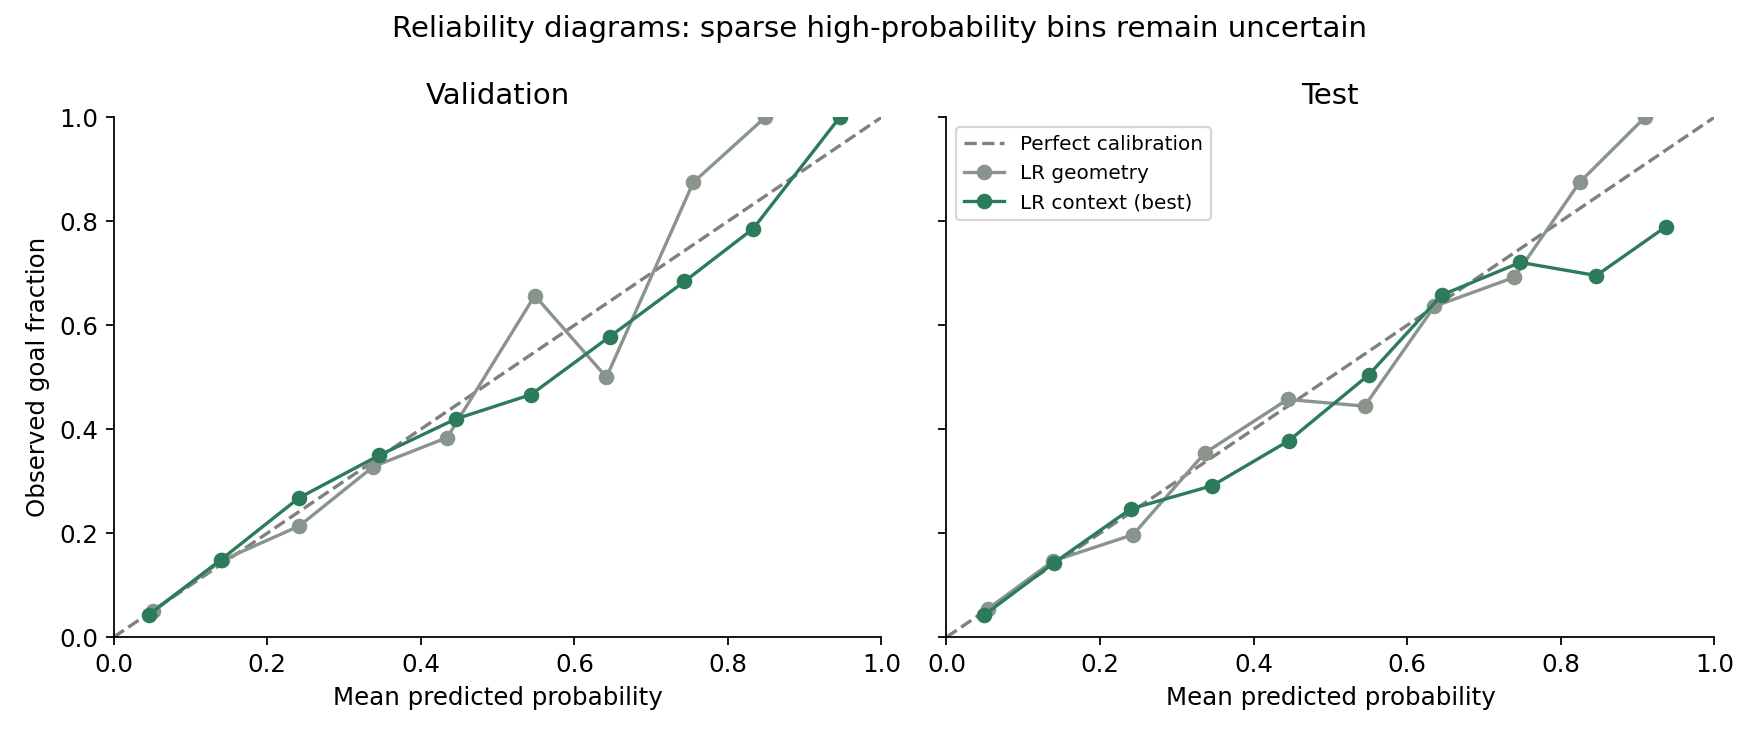 Reliability diagrams: sparse high-probability bins remain uncertain
Validation
Observed goal fraction
1.0
0.8
0.6
0.4
0.2
0.0
0.0 0.2 0.4 0.6 0.8 1.0
Mean predicted probability
Test
Perfect calibration
LR geometry
LR context (best)
0.0 0.2 0.4 0.6 0.8 1.0
Mean predicted probability